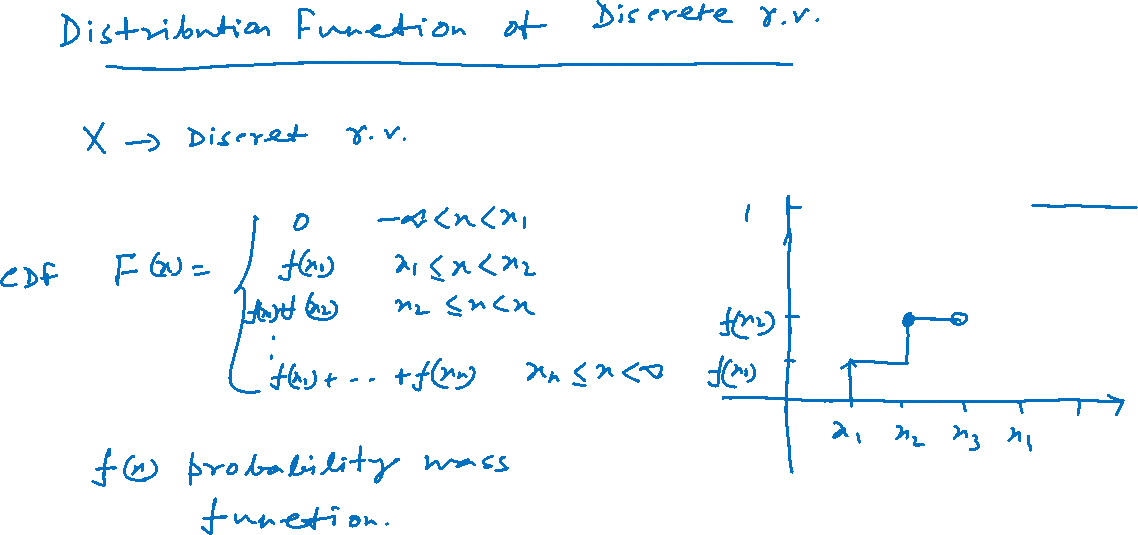 Distribution Function of Discrete r.v.
X → Discret r.v.
CDF F(x) =
0 -∞ < x < x₁
f(x₁) x₁ ≤ x < x₂
f(x₁)+f(x₂) x₂ ≤ x < x
⋮
f(x₁) + ... + f(xₙ) xₙ ≤ x < ∞
1
f(x₂)
f(x₁)
x₁ x₂ x₃ x₁
f(x) probability mass
function.